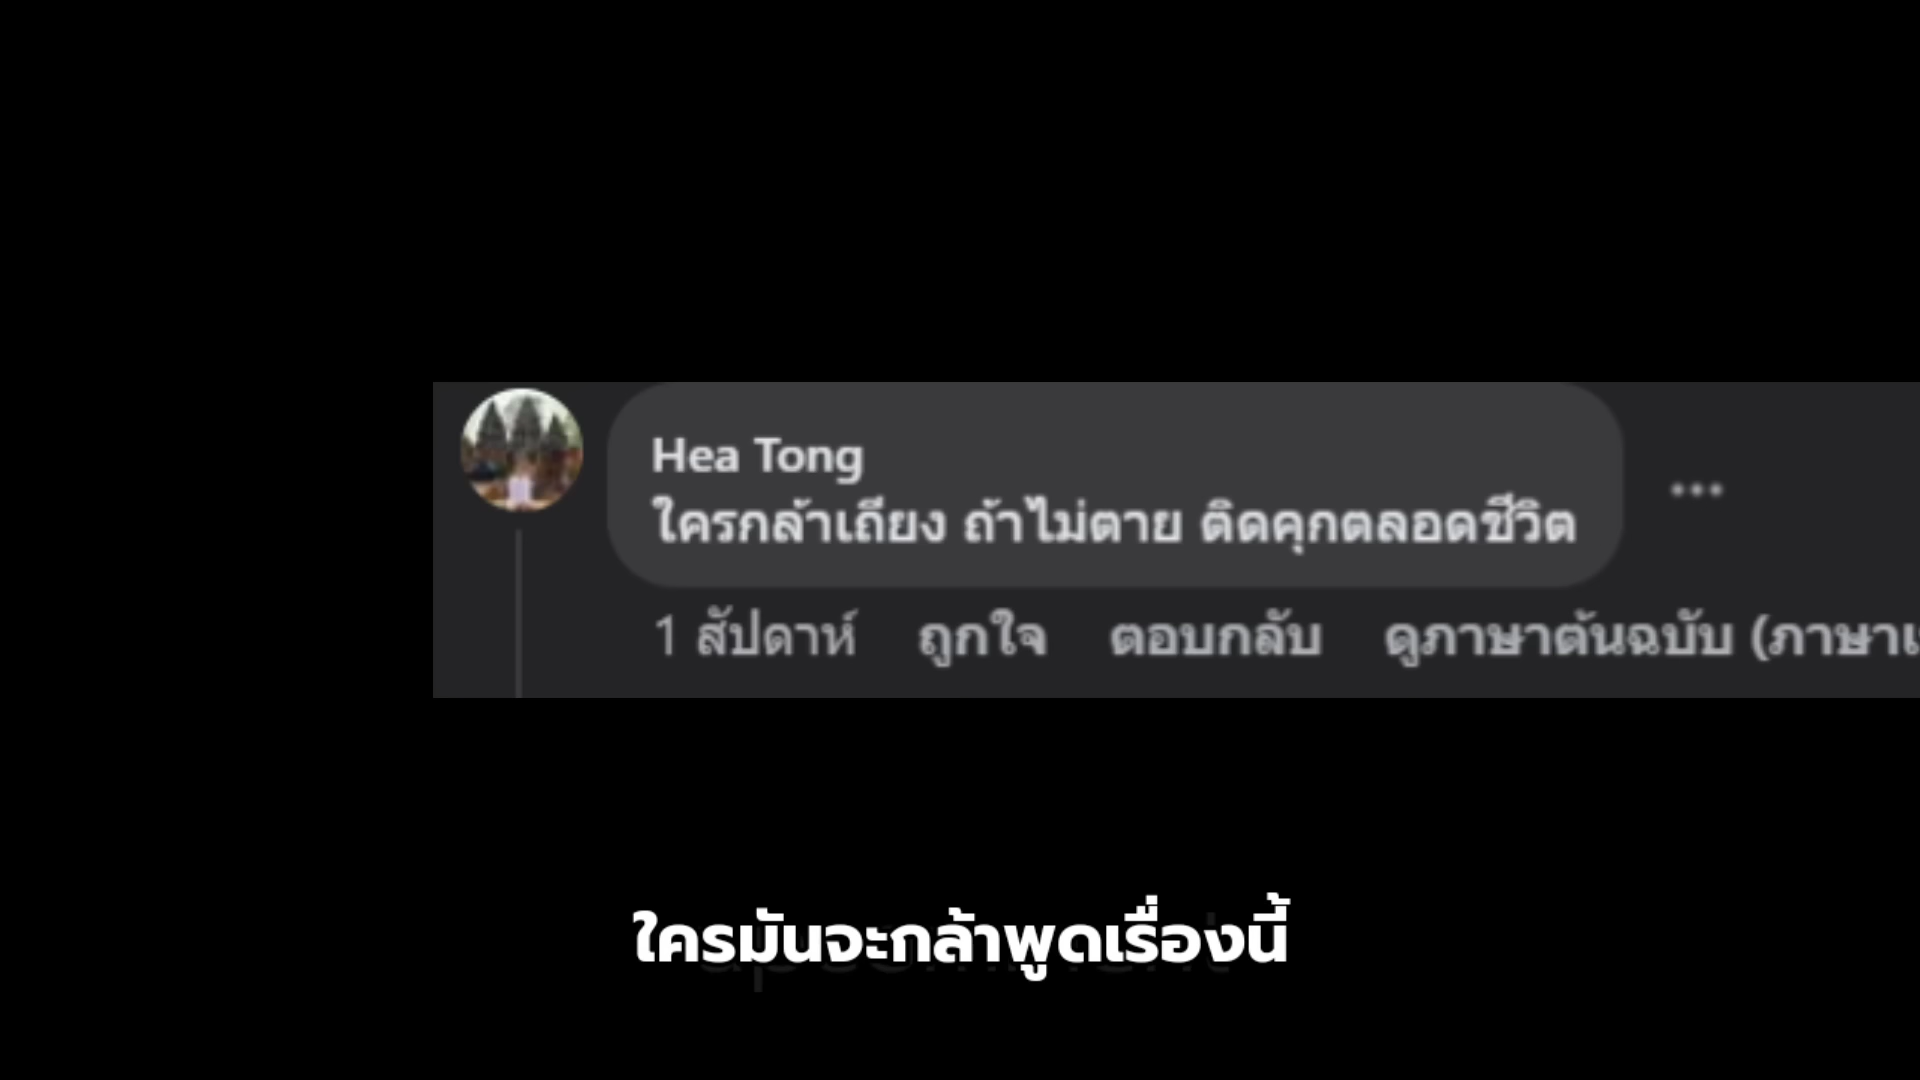 Hea Tong
ใครกล้าเถียง ถ้าไม่ตาย ติดคุกตลอดชีวิต
1 สัปดาห์ ถูกใจ ตอบกลับ ดูภาษาต้นฉบับ (ภาษาเ
ใครมันจะกล้าพูดเรื่องนี้